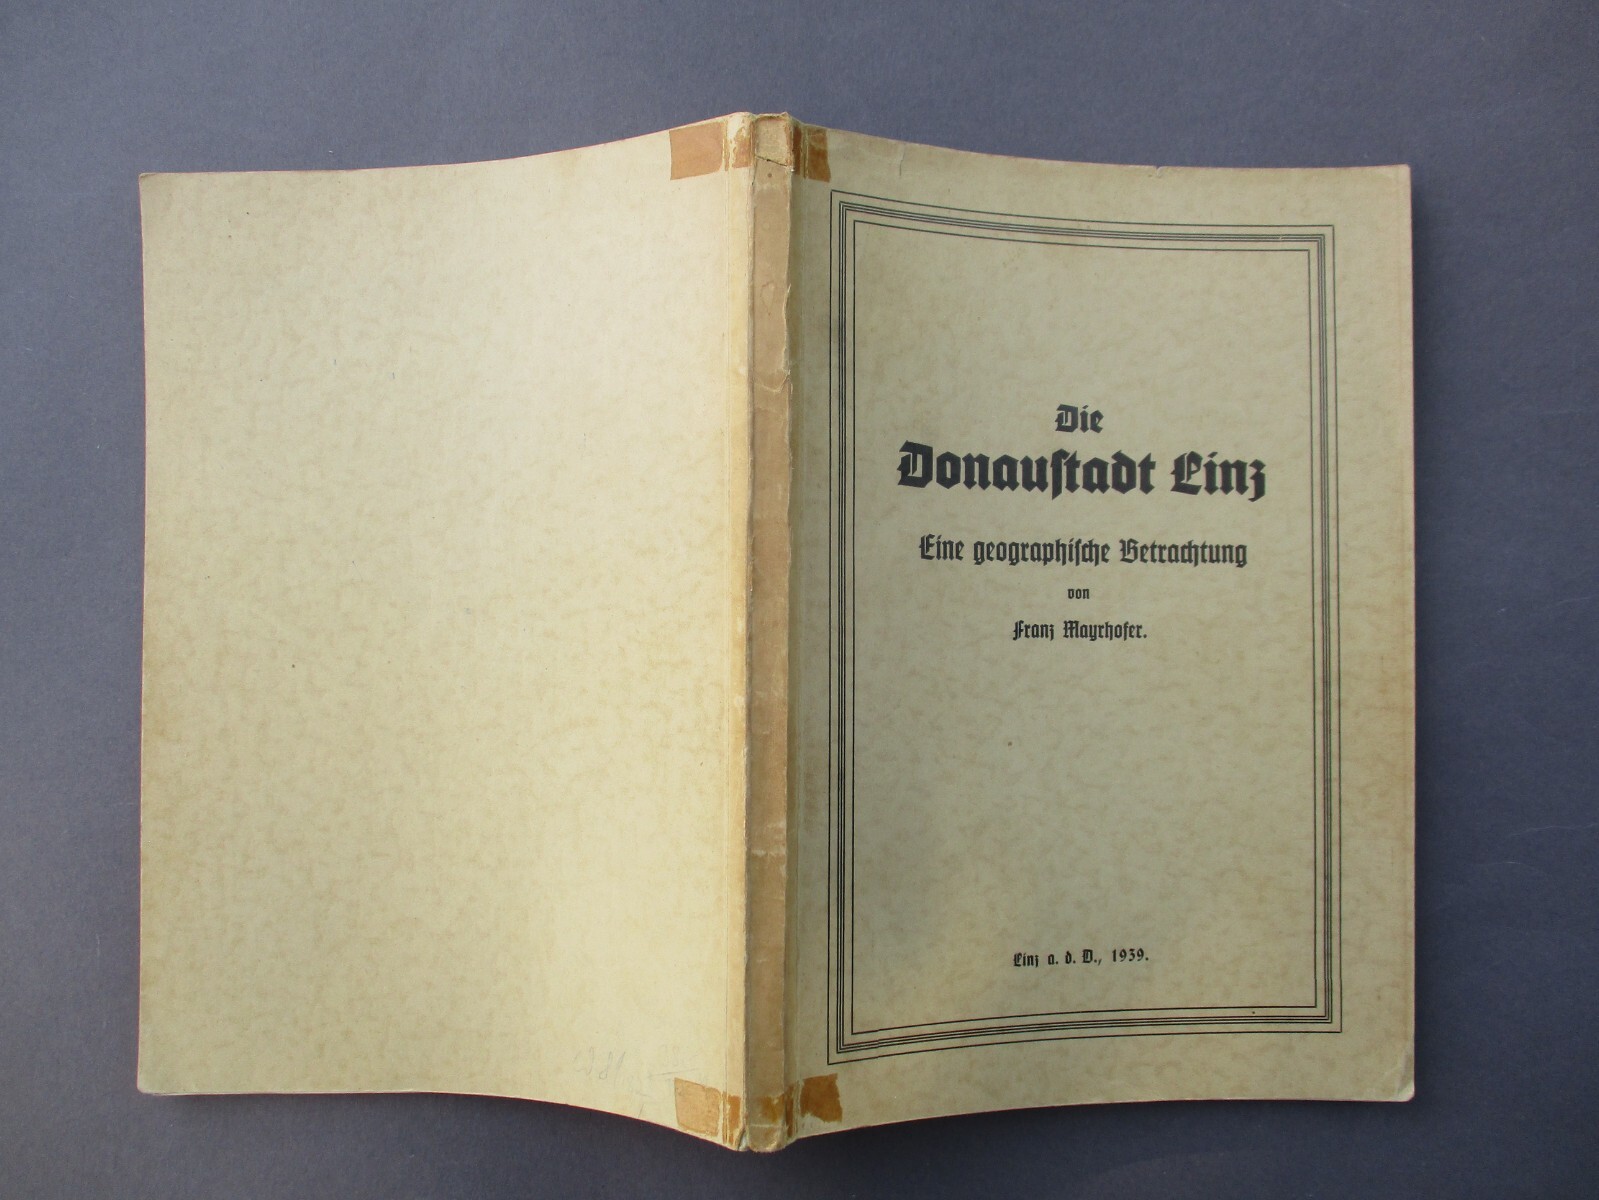 Die
Donauſtadt Linz
Eine geographiſche Betrachtung
von
Franz Mayrhofer.
Linz a. d. D., 1939.